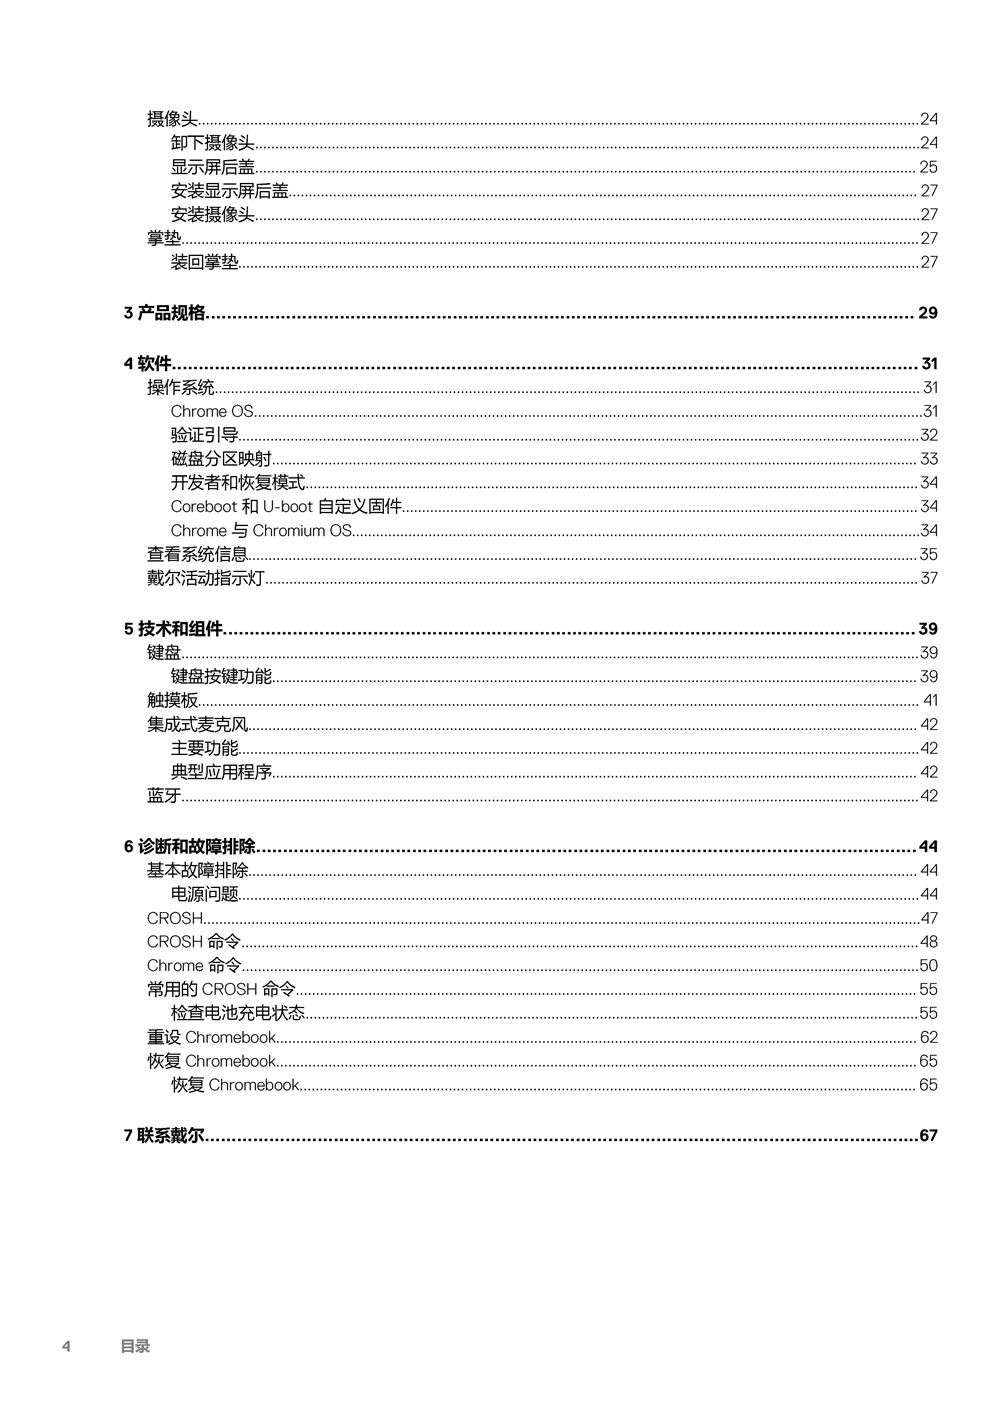 摄像头........24
卸下摄像头........24
显示屏后盖........ 25
安装显示屏后盖........ 27
安装摄像头........27
掌垫........27
装回掌垫........27
3 产品规格........ 29
4 软件........ 31
操作系统........ 31
Chrome OS........31
验证引导........32
磁盘分区映射........ 33
开发者和恢复模式........ 34
Coreboot 和 U-boot 自定义固件........ 34
Chrome 与 Chromium OS........34
查看系统信息........ 35
戴尔活动指示灯........ 37
5 技术和组件........ 39
键盘........39
键盘按键功能........ 39
触摸板........ 41
集成式麦克风........ 42
主要功能........42
典型应用程序........ 42
蓝牙........42
6 诊断和故障排除........ 44
基本故障排除........ 44
电源问题........44
CROSH........47
CROSH 命令........48
Chrome 命令........50
常用的 CROSH 命令........ 55
检查电池充电状态........55
重设 Chromebook........ 62
恢复 Chromebook........ 65
恢复 Chromebook........ 65
7 联系戴尔........67
4 目录